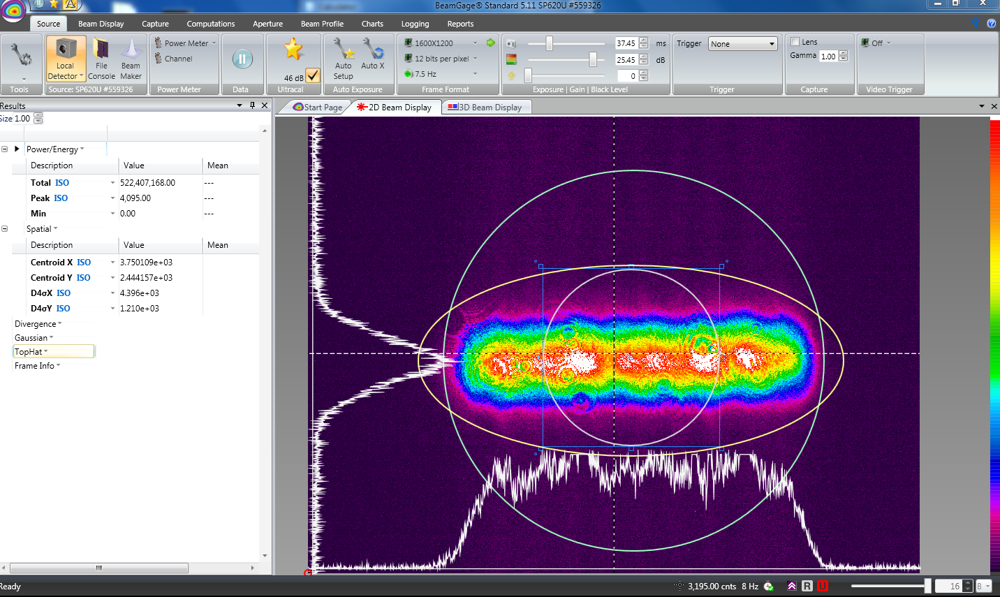 BeamGage® Standard 5.11 SP620U #559326
Source Beam Display Capture Computations Aperture Beam Profile Charts Logging Reports
Tools
Local Detector
File Console
Beam Maker
Source: SP620U #559326
Power Meter
Channel
Power Meter
Data
46 dB
Ultracal
Auto Setup
Auto X
Auto Exposure
1600X1200
12 bits per pixel
7.5 Hz
Frame Format
37.45 ms
25.45 dB
0
Exposure | Gain | Black Level
Trigger None
Trigger
Lens
Gamma 1.00
Capture
Off
Video Trigger
Results
Size 1.00
Power/Energy
Description Value Mean
Total ISO 522,407,168.00 ---
Peak ISO 4,095.00 ---
Min 0.00 ---
Spatial
Description Value Mean
Centroid X ISO 3.750109e+03
Centroid Y ISO 2.444157e+03
D4σX ISO 4.396e+03
D4σY ISO 1.210e+03
Divergence
Gaussian
TopHat
Frame Info
Start Page 2D Beam Display 3D Beam Display
Ready
3,195.00 cnts 8 Hz R U 16 B